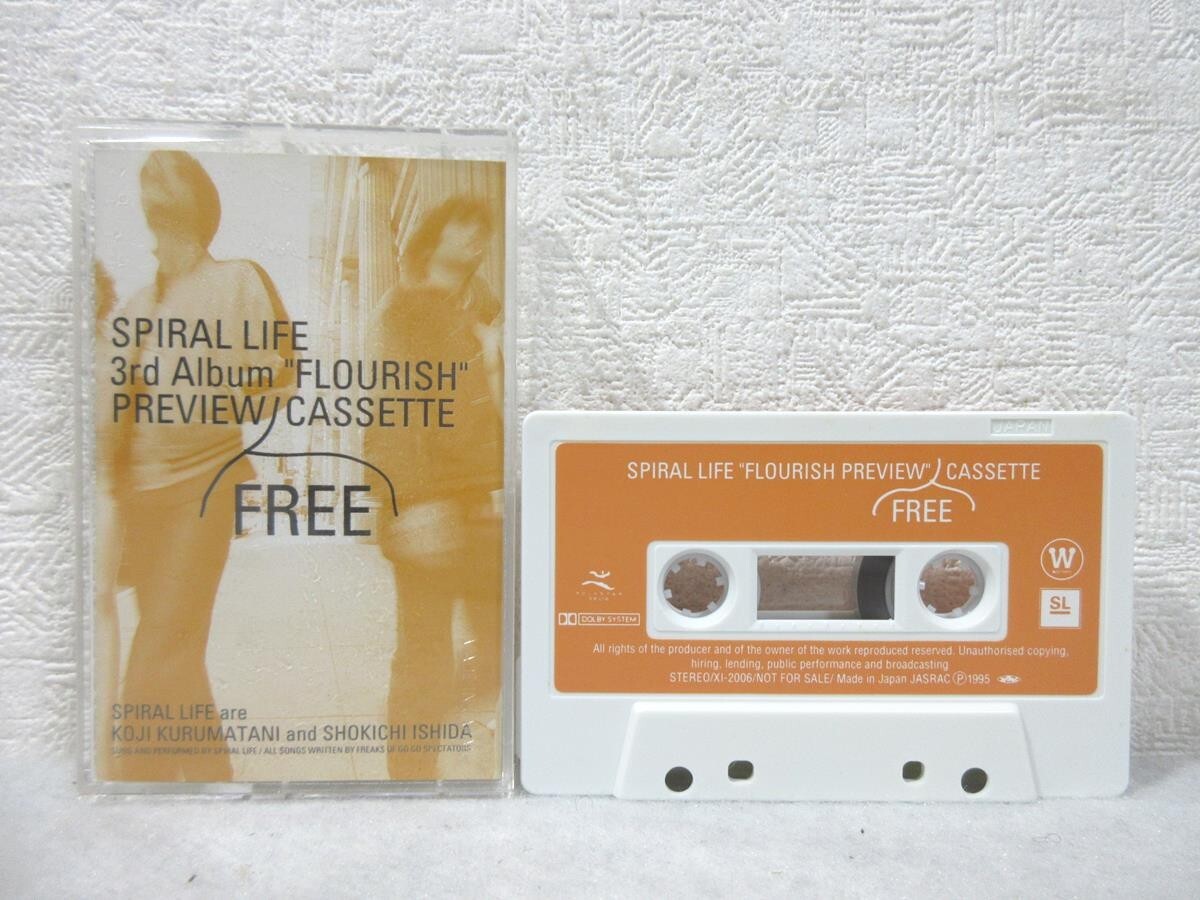 SPIRAL LIFE
3rd Album "FLOURISH"
PREVIEW CASSETTE
FREE
SPIRAL LIFE are
KOJI KURUMATANI and SHOKICHI ISHIDA
SUNG AND PERFORMED BY SPIRAL LIFE / ALL SONGS WRITTEN BY FREAKS OF GO GO SPECTATORS
JAPAN
SPIRAL LIFE "FLOURISH PREVIEW" CASSETTE
FREE
W
SL
POLYSTAR
DOLBY SYSTEM
All rights of the producer and of the owner of the work reproduced reserved. Unauthorised copying,
hiring, lending, public performance and broadcasting
STEREO/XI-2006/NOT FOR SALE/ Made in Japan JASRAC Ⓟ1995